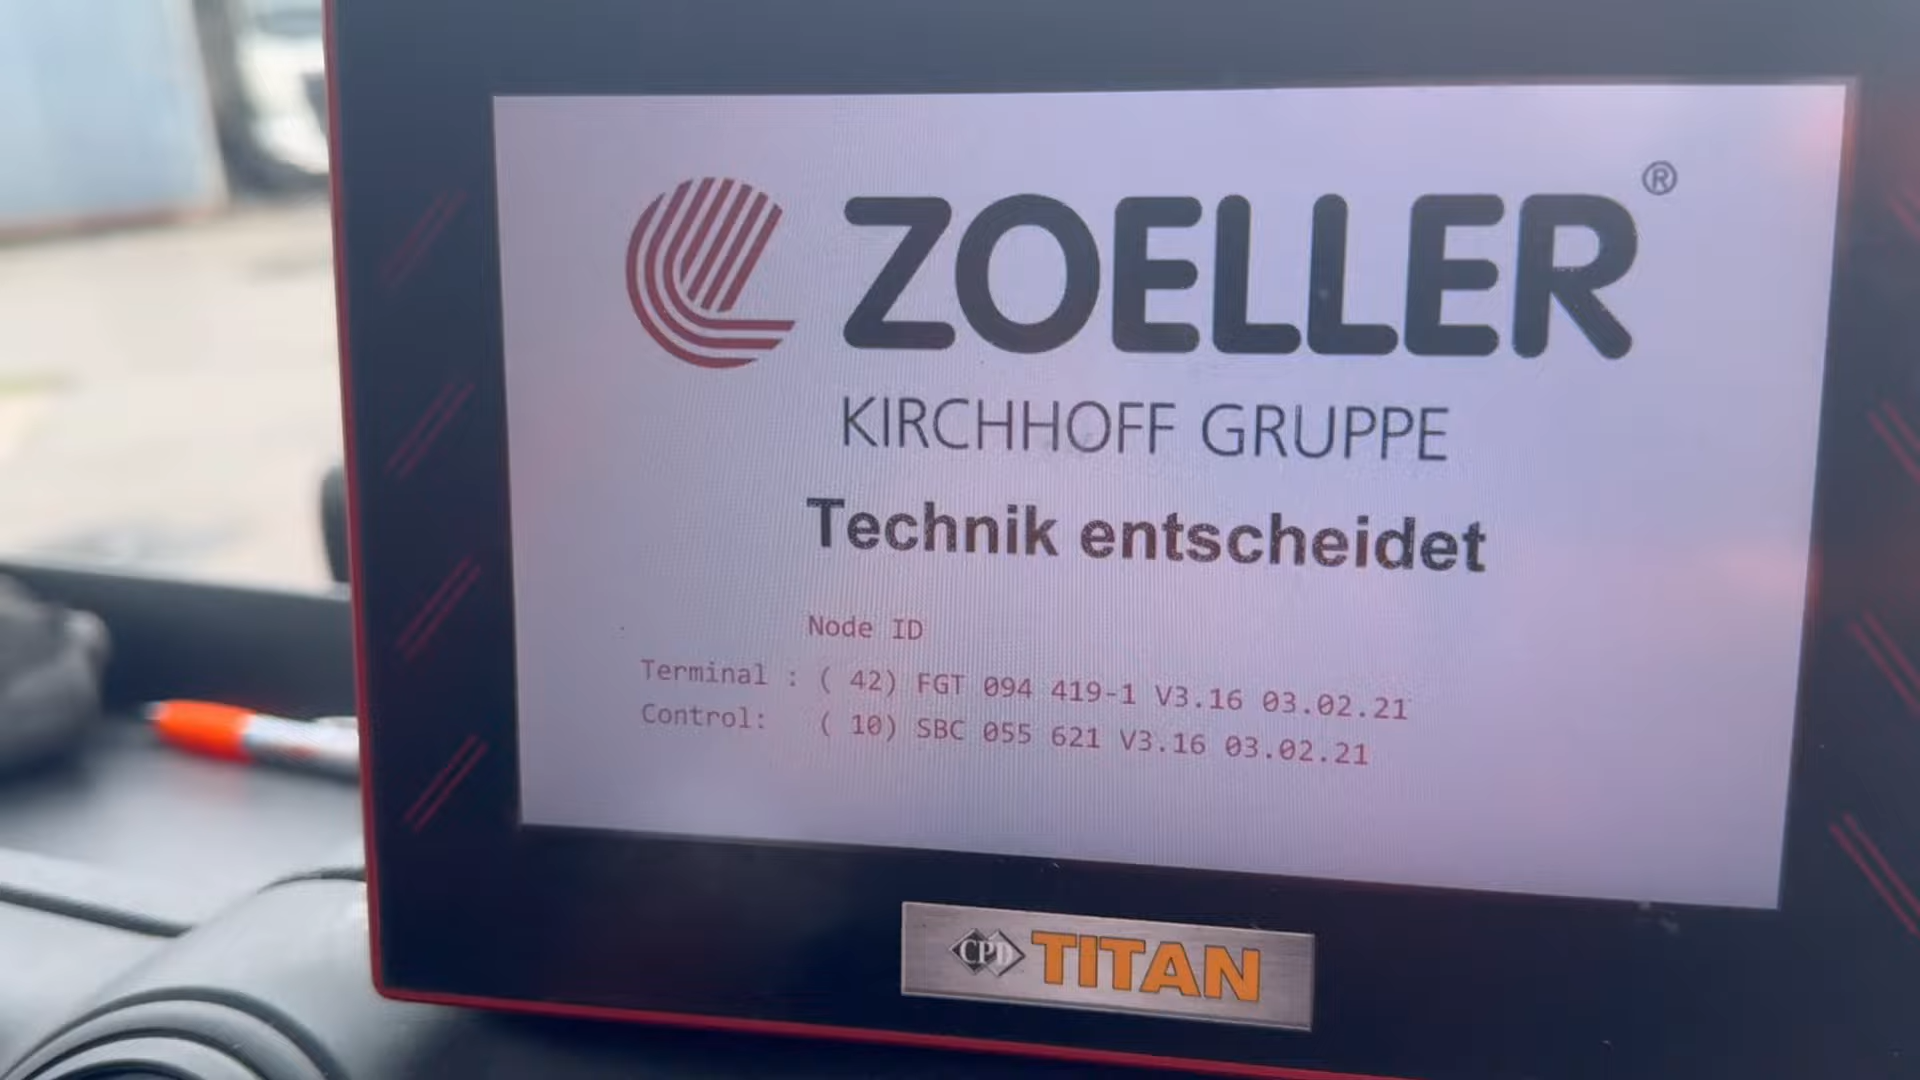 ZOELLER ®
KIRCHHOFF GRUPPE
Technik entscheidet
Node ID
Terminal : ( 42) FGT 094 419-1 V3.16 03.02.21
Control: ( 10) SBC 055 621 V3.16 03.02.21
CPD TITAN